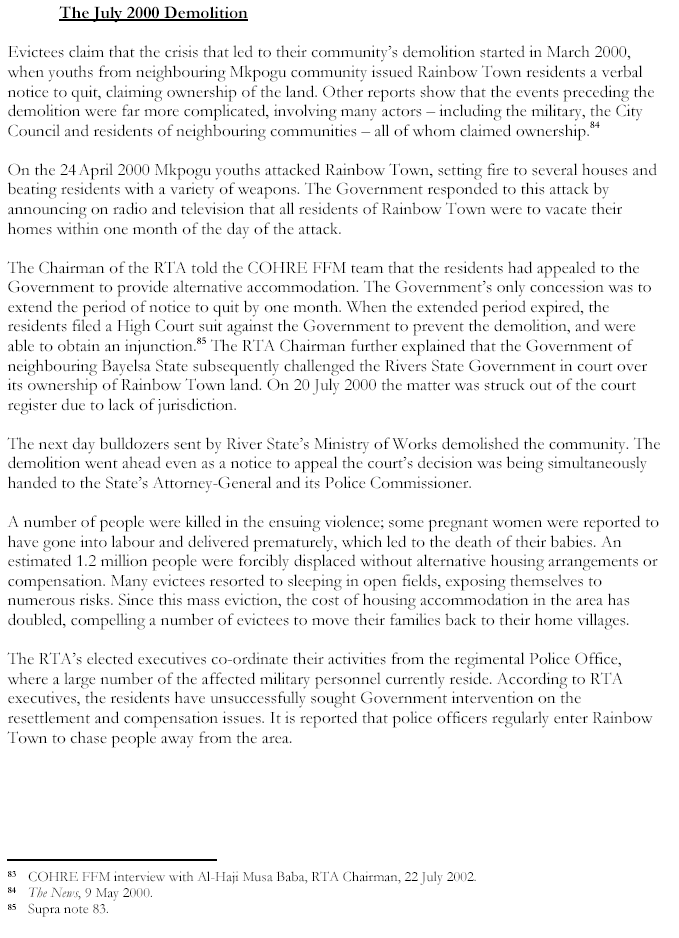 The July 2000 Demolition
Evictees claim that the crisis that led to their community's demolition started in March 2000,
when youths from neighbouring Mkpogu community issued Rainbow Town residents a verbal
notice to quit, claiming ownership of the land. Other reports show that the events preceding the
demolition were far more complicated, involving many actors – including the military, the City
Council and residents of neighbouring communities – all of whom claimed ownership.84
On the 24 April 2000 Mkpogu youths attacked Rainbow Town, setting fire to several houses and
beating residents with a variety of weapons. The Government responded to this attack by
announcing on radio and television that all residents of Rainbow Town were to vacate their
homes within one month of the day of the attack.
The Chairman of the RTA told the COHRE FFM team that the residents had appealed to the
Government to provide alternative accommodation. The Government's only concession was to
extend the period of notice to quit by one month. When the extended period expired, the
residents filed a High Court suit against the Government to prevent the demolition, and were
able to obtain an injunction.85 The RTA Chairman further explained that the Government of
neighbouring Bayelsa State subsequently challenged the Rivers State Government in court over
its ownership of Rainbow Town land. On 20 July 2000 the matter was struck out of the court
register due to lack of jurisdiction.
The next day bulldozers sent by River State's Ministry of Works demolished the community. The
demolition went ahead even as a notice to appeal the court's decision was being simultaneously
handed to the State's Attorney-General and its Police Commissioner.
A number of people were killed in the ensuing violence; some pregnant women were reported to
have gone into labour and delivered prematurely, which led to the death of their babies. An
estimated 1.2 million people were forcibly displaced without alternative housing arrangements or
compensation. Many evictees resorted to sleeping in open fields, exposing themselves to
numerous risks. Since this mass eviction, the cost of housing accommodation in the area has
doubled, compelling a number of evictees to move their families back to their home villages.
The RTA's elected executives co-ordinate their activities from the regimental Police Office,
where a large number of the affected military personnel currently reside. According to RTA
executives, the residents have unsuccessfully sought Government intervention on the
resettlement and compensation issues. It is reported that police officers regularly enter Rainbow
Town to chase people away from the area.
83 COHRE FFM interview with Al-Haji Musa Baba, RTA Chairman, 22 July 2002.
84 The News, 9 May 2000.
85 Supra note 83.